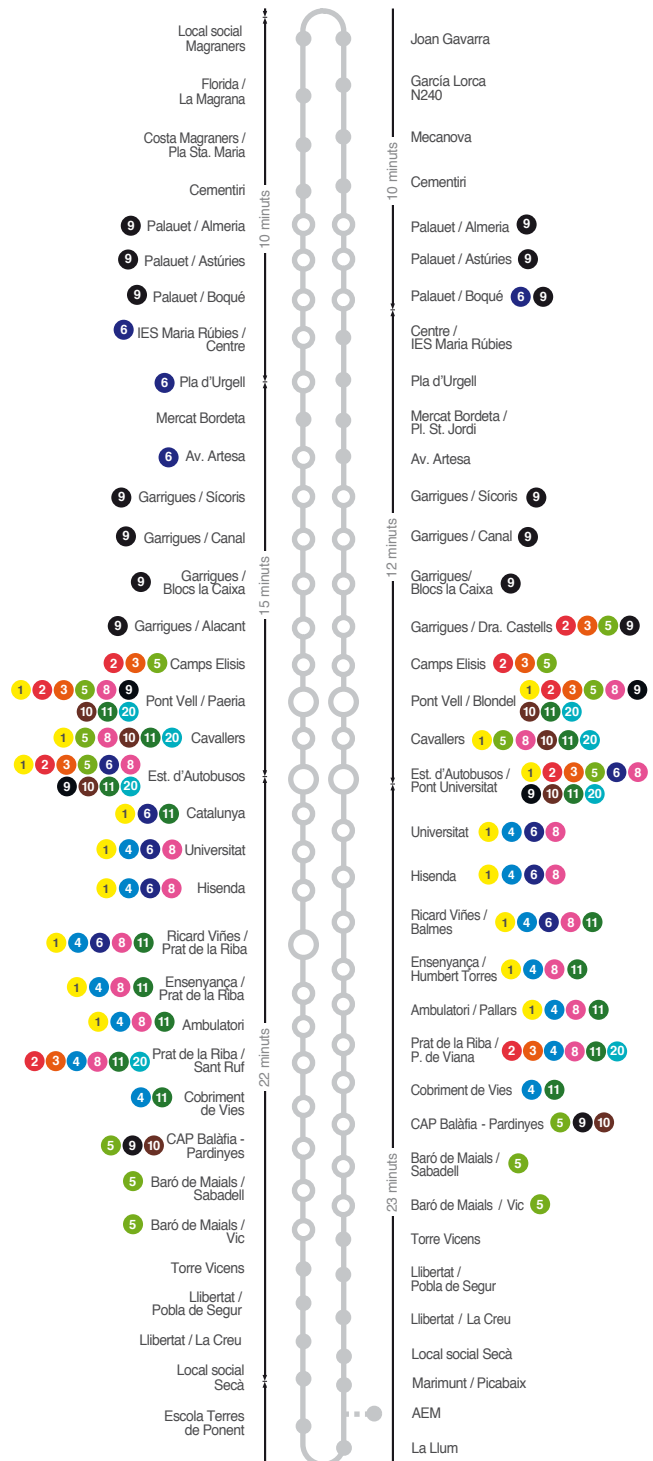 Local social
Magraners
Florida /
La Magrana
Costa Magraners /
Pla Sta. Maria
Cementiri
9 Palauet / Almeria
9 Palauet / Astúries
9 Palauet / Boqué
6 IES Maria Rúbies /
Centre
6 Pla d'Urgell
Mercat Bordeta
6 Av. Artesa
9 Garrigues / Sícoris
9 Garrigues / Canal
9 Garrigues /
Blocs la Caixa
9 Garrigues / Alacant
2 3 5 Camps Elisis
1 2 3 5 8 9
Pont Vell / Paeria
10 11 20
1 5 8 10 11 20 Cavallers
1 2 3 5 6 8
Est. d'Autobusos
9 10 11 20
1 6 11 Catalunya
1 4 6 8 Universitat
1 4 6 8 Hisenda
1 4 6 8 11 Ricard Viñes /
Prat de la Riba
1 4 8 11 Ensenyança /
Prat de la Riba
1 4 8 11 Ambulatori
2 3 4 8 11 20 Prat de la Riba /
Sant Ruf
4 11 Cobriment
de Vies
5 9 10 CAP Balàfia -
Pardinyes
5 Baró de Maials /
Sabadell
5 Baró de Maials /
Vic
Torre Vicens
Llibertat /
Pobla de Segur
Llibertat / La Creu
Local social
Secà
Escola Terres
de Ponent
10 minuts
15 minuts
22 minuts
10 minuts
12 minuts
23 minuts
Joan Gavarra
García Lorca
N240
Mecanova
Cementiri
Palauet / Almeria 9
Palauet / Astúries 9
Palauet / Boqué 6 9
Centre /
IES Maria Rúbies
Pla d'Urgell
Mercat Bordeta /
Pl. St. Jordi
Av. Artesa
Garrigues / Sícoris 9
Garrigues / Canal 9
Garrigues/
Blocs la Caixa 9
Garrigues / Dra. Castells 2 3 5 9
Camps Elisis 2 3 5
Pont Vell / Blondel 1 2 3 5 8 9
10 11 20
Cavallers 1 5 8 10 11 20
Est. d'Autobusos / 1 2 3 5 6 8
Pont Universitat 9 10 11 20
Universitat 1 4 6 8
Hisenda 1 4 6 8
Ricard Viñes /
Balmes 1 4 6 8 11
Ensenyança /
Humbert Torres 1 4 8 11
Ambulatori / Pallars 1 4 8 11
Prat de la Riba /
P. de Viana 2 3 4 8 11 20
Cobriment de Vies 4 11
CAP Balàfia - Pardinyes 5 9 10
Baró de Maials /
Sabadell 5
Baró de Maials / Vic 5
Torre Vicens
Llibertat /
Pobla de Segur
Llibertat / La Creu
Local social Secà
Marimunt / Picabaix
AEM
La Llum